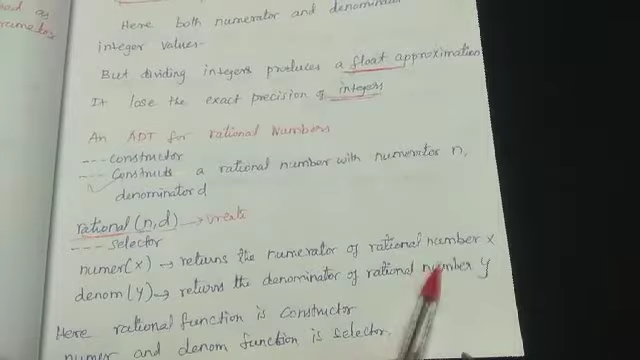 Here both numerator and denominator
integer values-
But dividing integers produces a float approximation
It lose the exact precision of integers
An ADT for rational Numbers
--- constructor
--- Constructs a rational number with numerator n,
denominator d
rational (n,d) → create
--- selector
numer(x) → returns the numerator of rational number x
denom (y) → returns the denominator of rational number y
Here rational function is constructor
numer and denom function is selector.